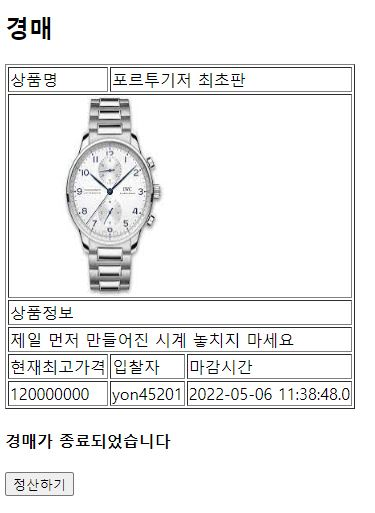 경매
상품명 포르투기저 최초판
12
IWC
상품정보
제일 먼저 만들어진 시계 놓치지 마세요
현재최고가격 입찰자 마감시간
120000000 yon45201 2022-05-06 11:38:48.0
경매가 종료되었습니다
정산하기